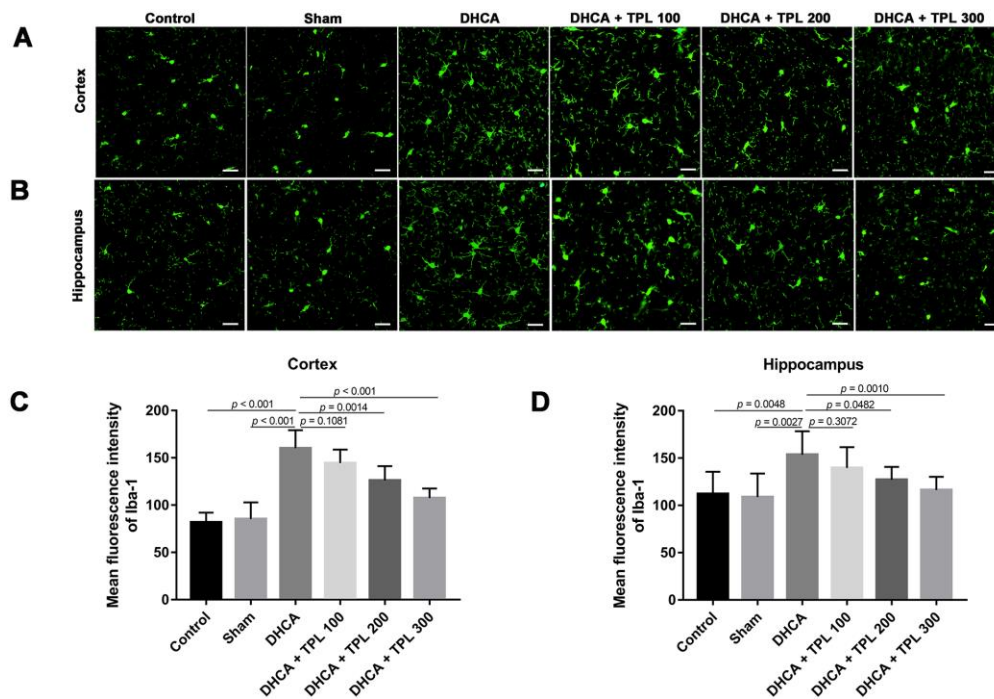 Control Sham DHCA DHCA + TPL 100 DHCA + TPL 200 DHCA + TPL 300
A
Cortex
B
Hippocampus
Cortex
C
p < 0.001
p < 0.001
p = 0.0014
p < 0.001 p = 0.1081
200
150
100
50
0
Mean fluorescence intensity
of Iba-1
Control
Sham
DHCA
DHCA + TPL 100
DHCA + TPL 200
DHCA + TPL 300
Hippocampus
D
p = 0.0010
p = 0.0048 p = 0.0482
p = 0.0027 p = 0.3072
200
150
100
50
0
Mean fluorescence intensity
of Iba-1
Control
Sham
DHCA
DHCA + TPL 100
DHCA + TPL 200
DHCA + TPL 300